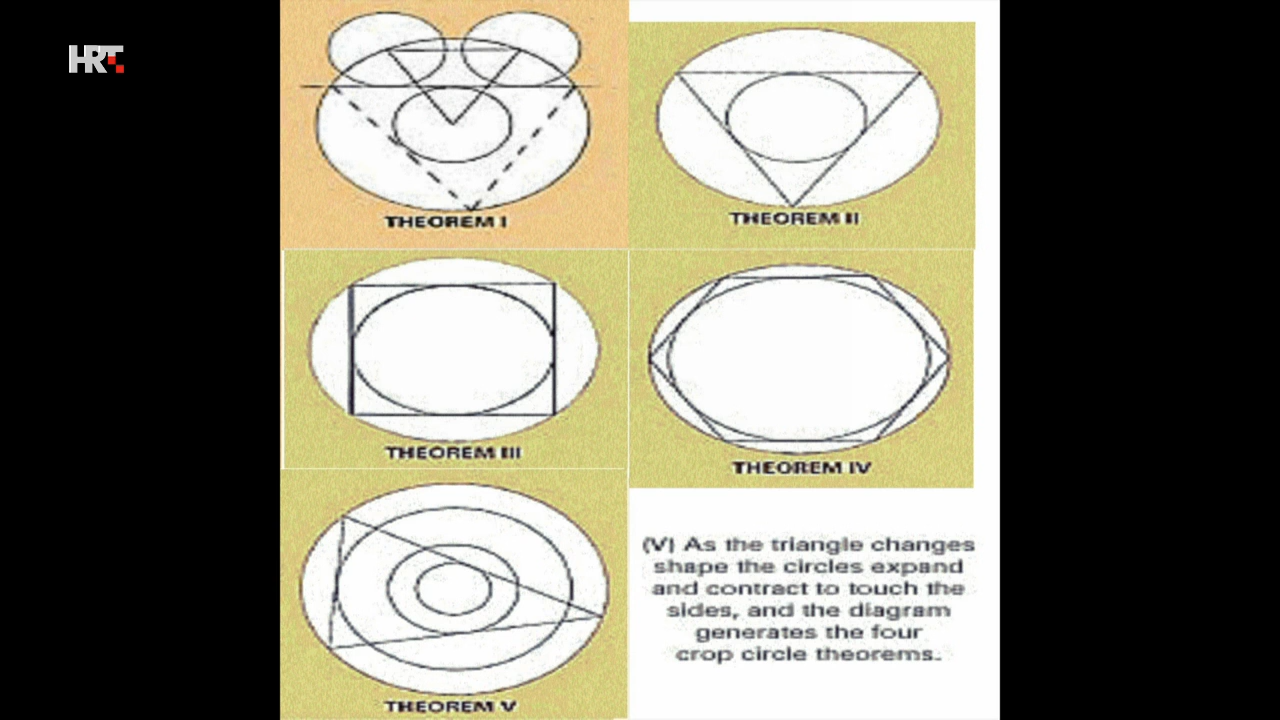 HRT
THEOREM I
THEOREM II
THEOREM III
THEOREM IV
THEOREM V
(V) As the triangle changes
shape the circles expand
and contract to touch the
sides, and the diagram
generates the four
crop circle theorems.